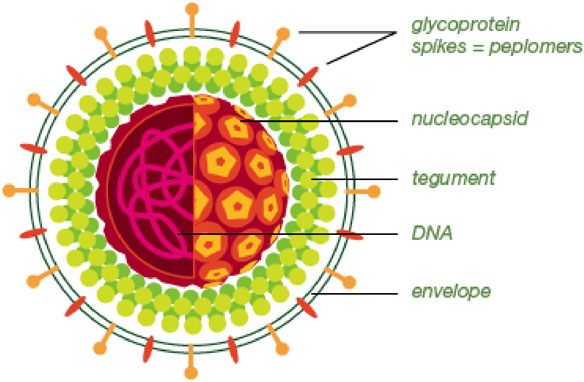 glycoprotein
spikes = peplomers
nucleocapsid
tegument
DNA
envelope